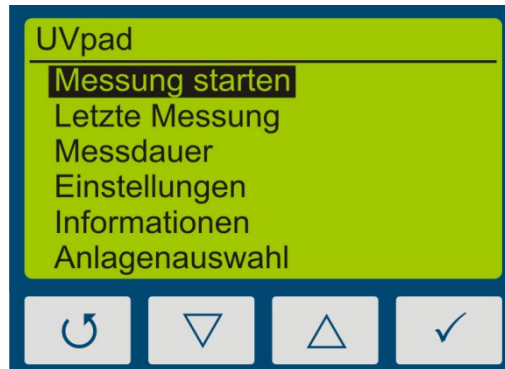 UVpad
Messung starten
Letzte Messung
Messdauer
Einstellungen
Informationen
Anlagenauswahl